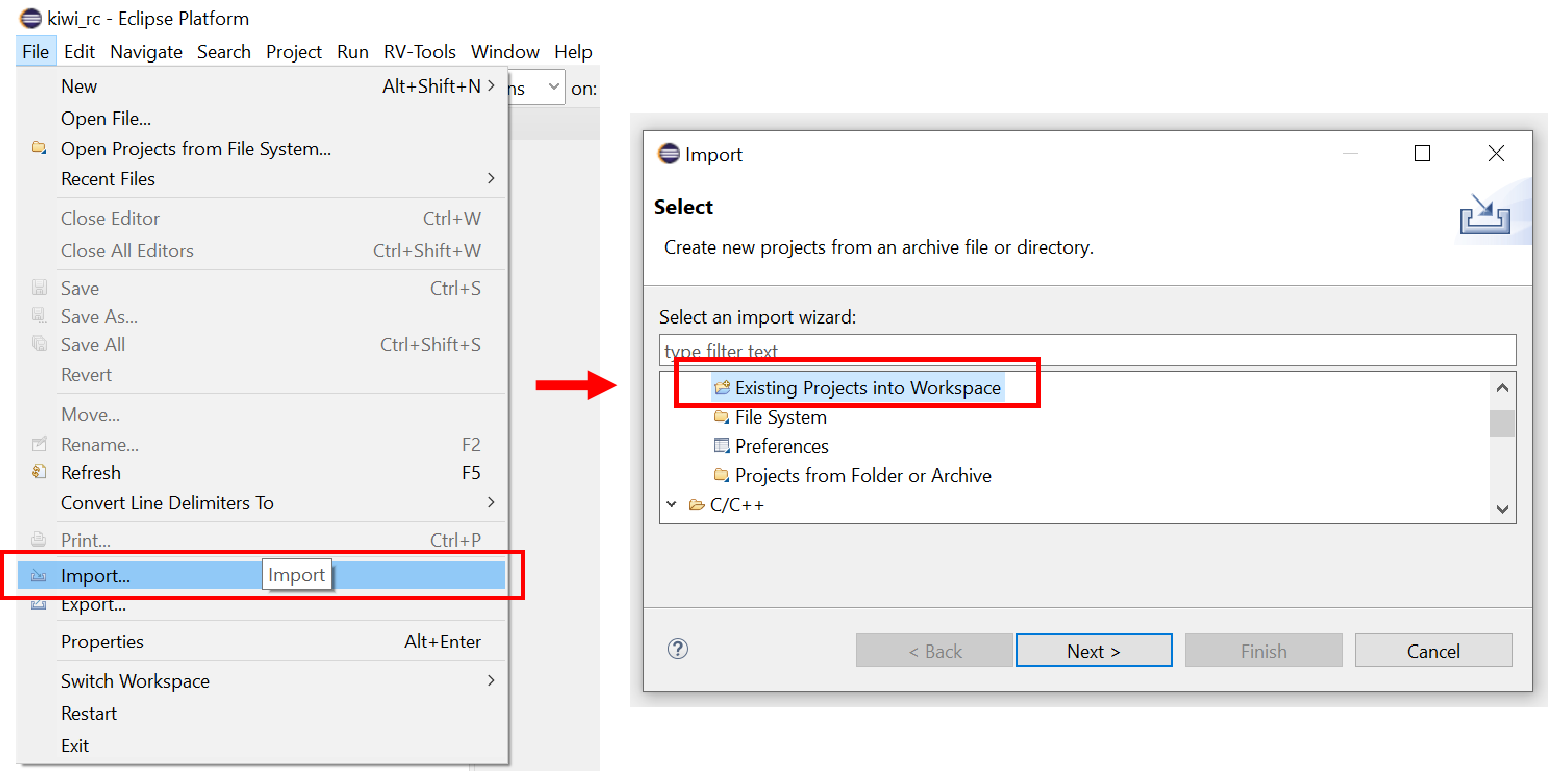 kiwi_rc - Eclipse Platform
File Edit Navigate Search Project Run RV-Tools Window Help
New Alt+Shift+N
ns on:
Open File...
Open Projects from File System...
Recent Files
Close Editor Ctrl+W
Close All Editors Ctrl+Shift+W
Save Ctrl+S
Save As...
Save All Ctrl+Shift+S
Revert
Move...
Rename... F2
Refresh F5
Convert Line Delimiters To
Print... Ctrl+P
Import... Import
Export...
Properties Alt+Enter
Switch Workspace
Restart
Exit
Import
Select
Create new projects from an archive file or directory.
Select an import wizard:
type filter text
Existing Projects into Workspace
File System
Preferences
Projects from Folder or Archive
C/C++
? < Back Next > Finish Cancel